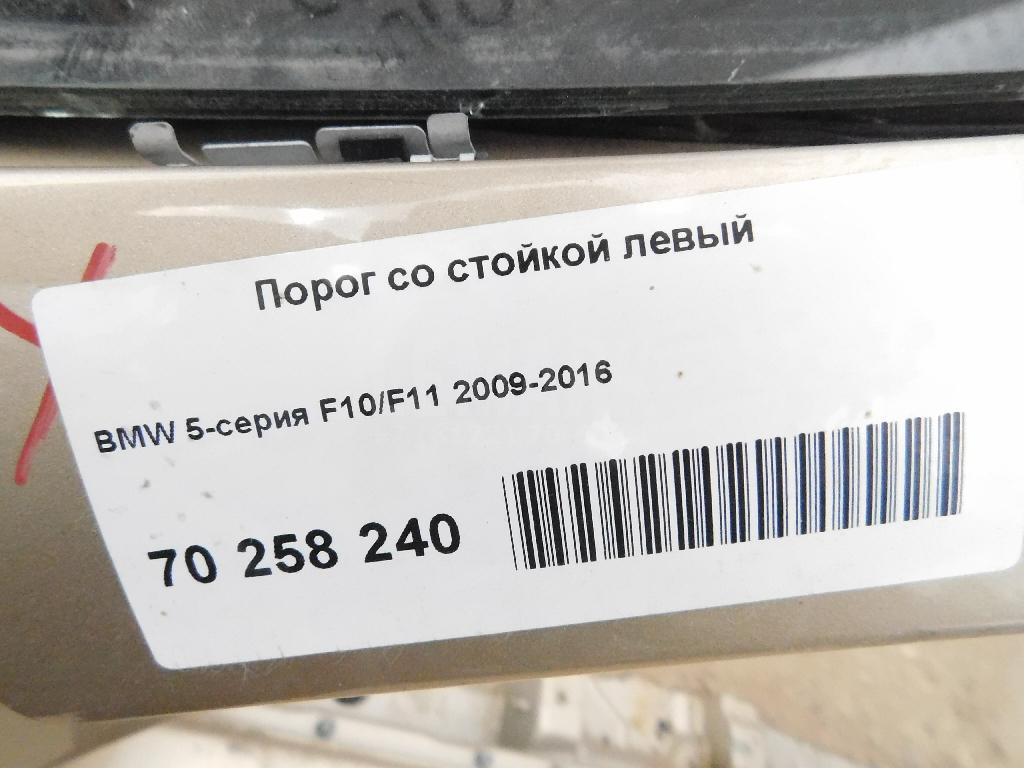 Порог со стойкой левый
BMW 5-серия F10/F11 2009-2016
70 258 240